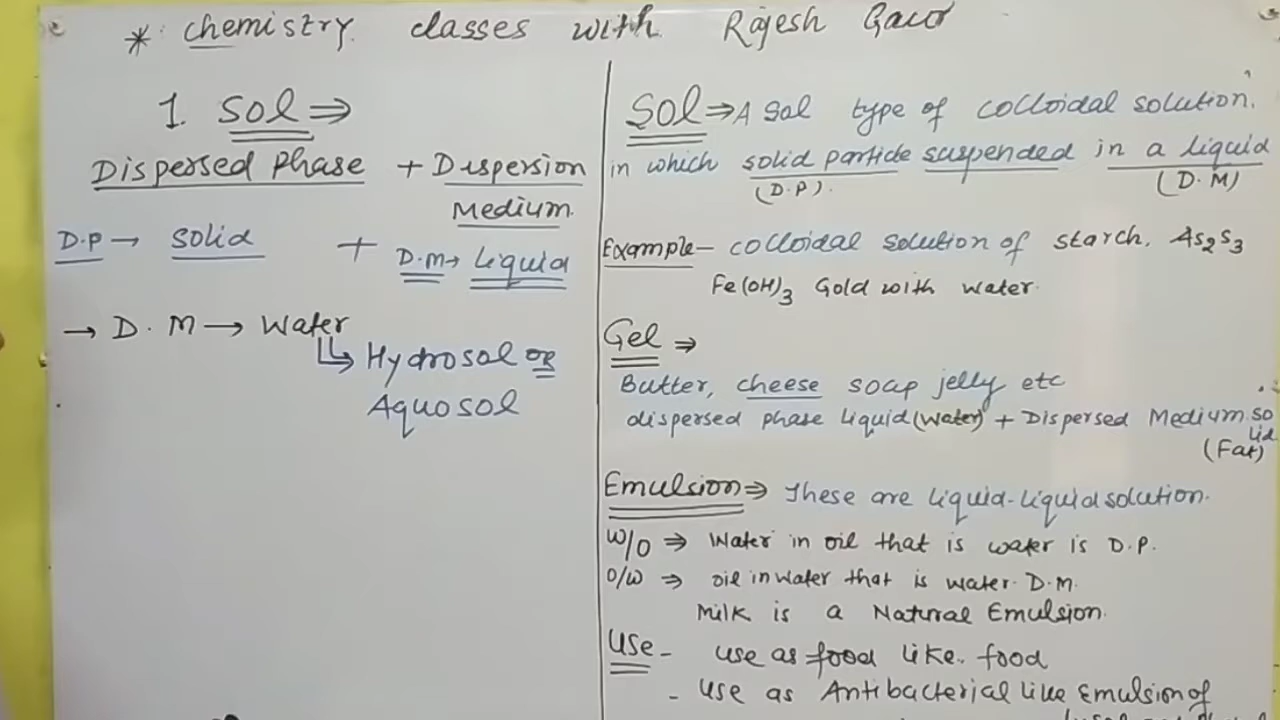 * chemistry classes with Rajesh Gaur
1. Sol ⇒
Dispersed Phase + Dispersion
Medium.
D.P → solid + D.M → Liquid
→ D. M → Water
↳ Hydrosol or
Aquosol
Sol ⇒ A Sol type of colloidal solution.
in which solid particle suspended in a liquid
(D.P). (D.M)
Example - colloidal solution of starch, As2S3
Fe(OH)3 Gold with water.
Gel ⇒
Butter, cheese soap jelly etc
dispersed phase liquid (water) + Dispersed Medium so
lid
(Fat)
Emulsion ⇒ These are liquid-liquid solution.
W/O ⇒ Water in oil that is water is D.P.
O/W ⇒ oil in water that is water. D.M.
Milk is a Natural Emulsion.
Use - use as food like. food
- Use as Antibacterial like Emulsion of